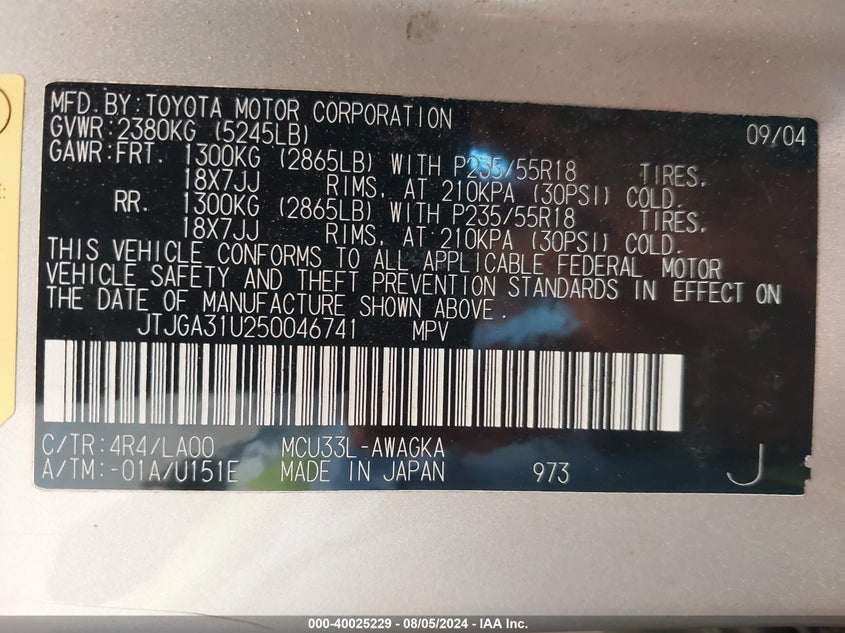 MFD. BY: TOYOTA MOTOR CORPORATION 09/04
GVWR: 2380KG (5245LB)
GAWR: FRT. 1300KG (2865LB) WITH P235/55R18 TIRES,
18X7JJ RIMS, AT 210KPA (30PSI) COLD.
RR. 1300KG (2865LB) WITH P235/55R18 TIRES,
18X7JJ RIMS, AT 210KPA (30PSI) COLD.
THIS VEHICLE CONFORMS TO ALL APPLICABLE FEDERAL MOTOR
VEHICLE SAFETY AND THEFT PREVENTION STANDARDS IN EFFECT ON
THE DATE OF MANUFACTURE SHOWN ABOVE.
JTJGA31U250046741 MPV
C/TR: 4R4/LA00 MCU33L-AWAGKA
A/TM: -01A/U151E MADE IN JAPAN 973 J
000-40025229 - 08/05/2024 - IAA Inc.